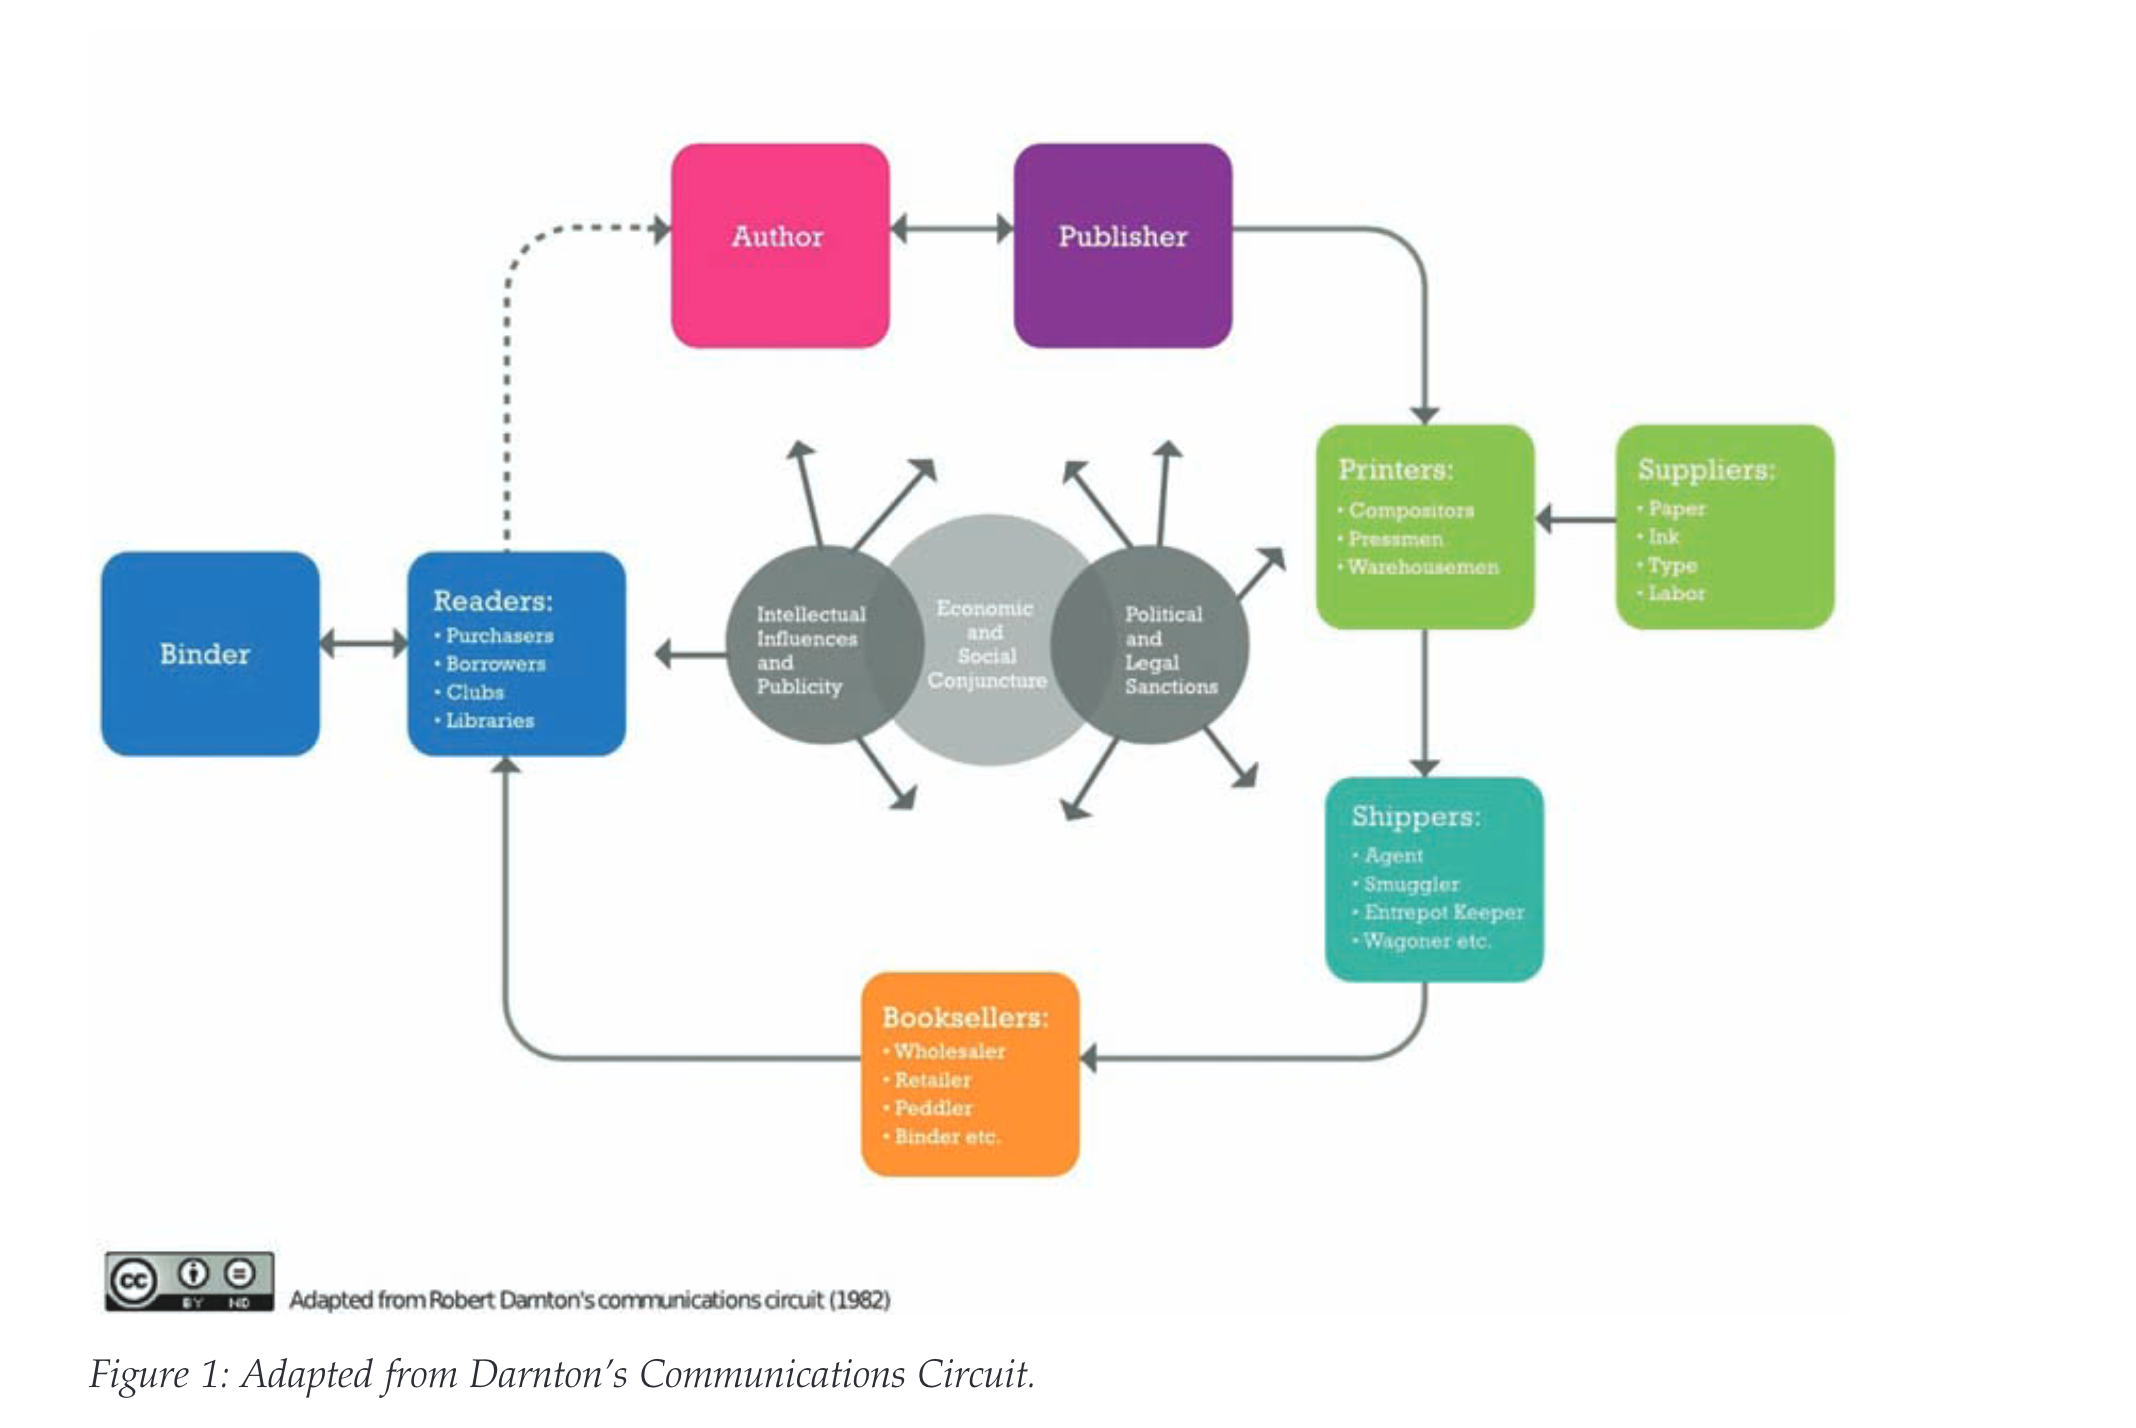 Author
Publisher
Printers:
• Compositors
• Pressmen
• Warehousemen
Suppliers:
• Paper
• Ink
• Type
• Labor
Binder
Readers:
• Purchasers
• Borrowers
• Clubs
• Libraries
Intellectual
Influences
and
Publicity
Economic
and
Social
Conjuncture
Political
and
Legal
Sanctions
Shippers:
• Agent
• Smuggler
• Entrepot Keeper
• Wagoner etc.
Booksellers:
• Wholesaler
• Retailer
• Peddler
• Binder etc.
cc
BY ND
Adapted from Robert Darnton's communications circuit (1982)
Figure 1: Adapted from Darnton’s Communications Circuit.